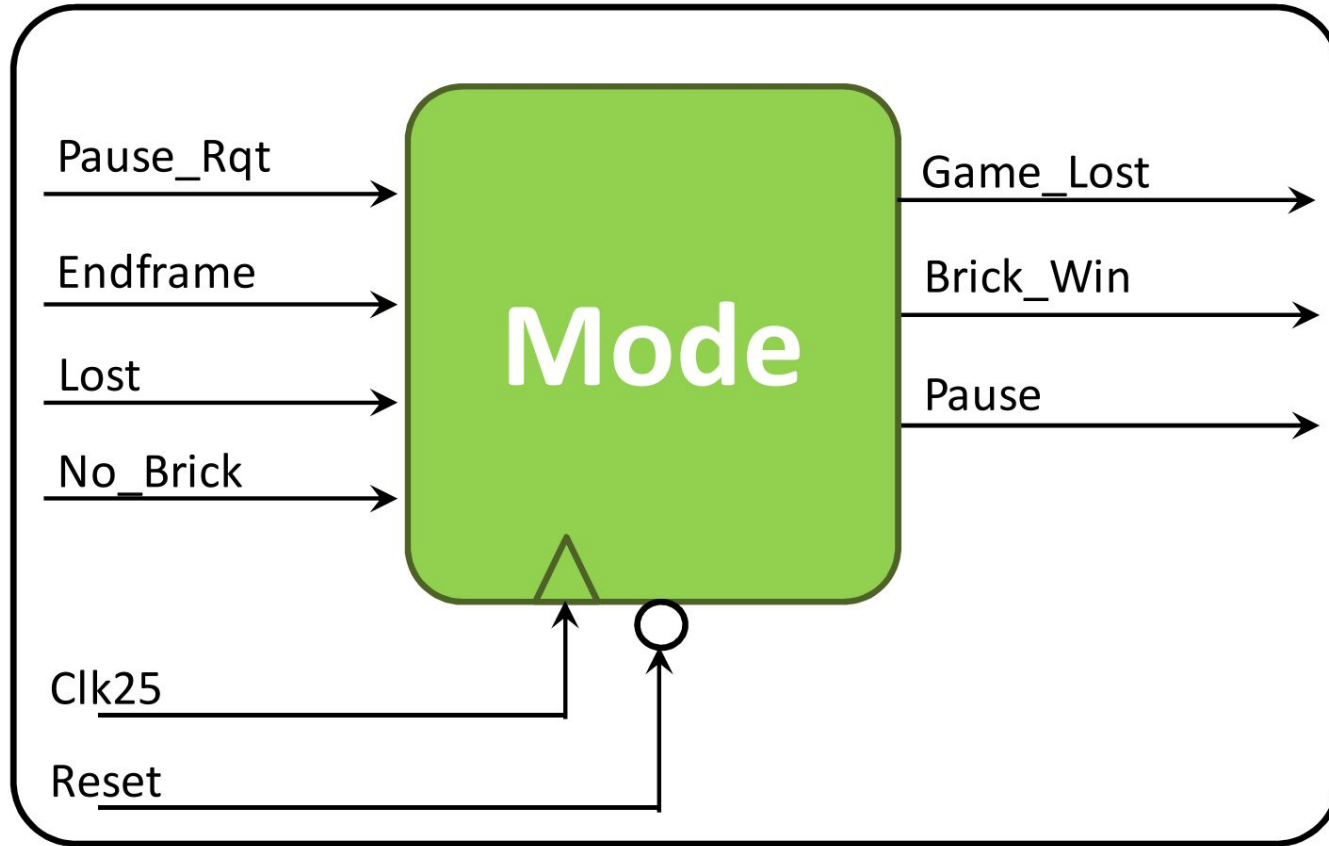 Pause_Rqt
Endframe
Lost
No_Brick
Mode
Game_Lost
Brick_Win
Pause
Clk25
Reset